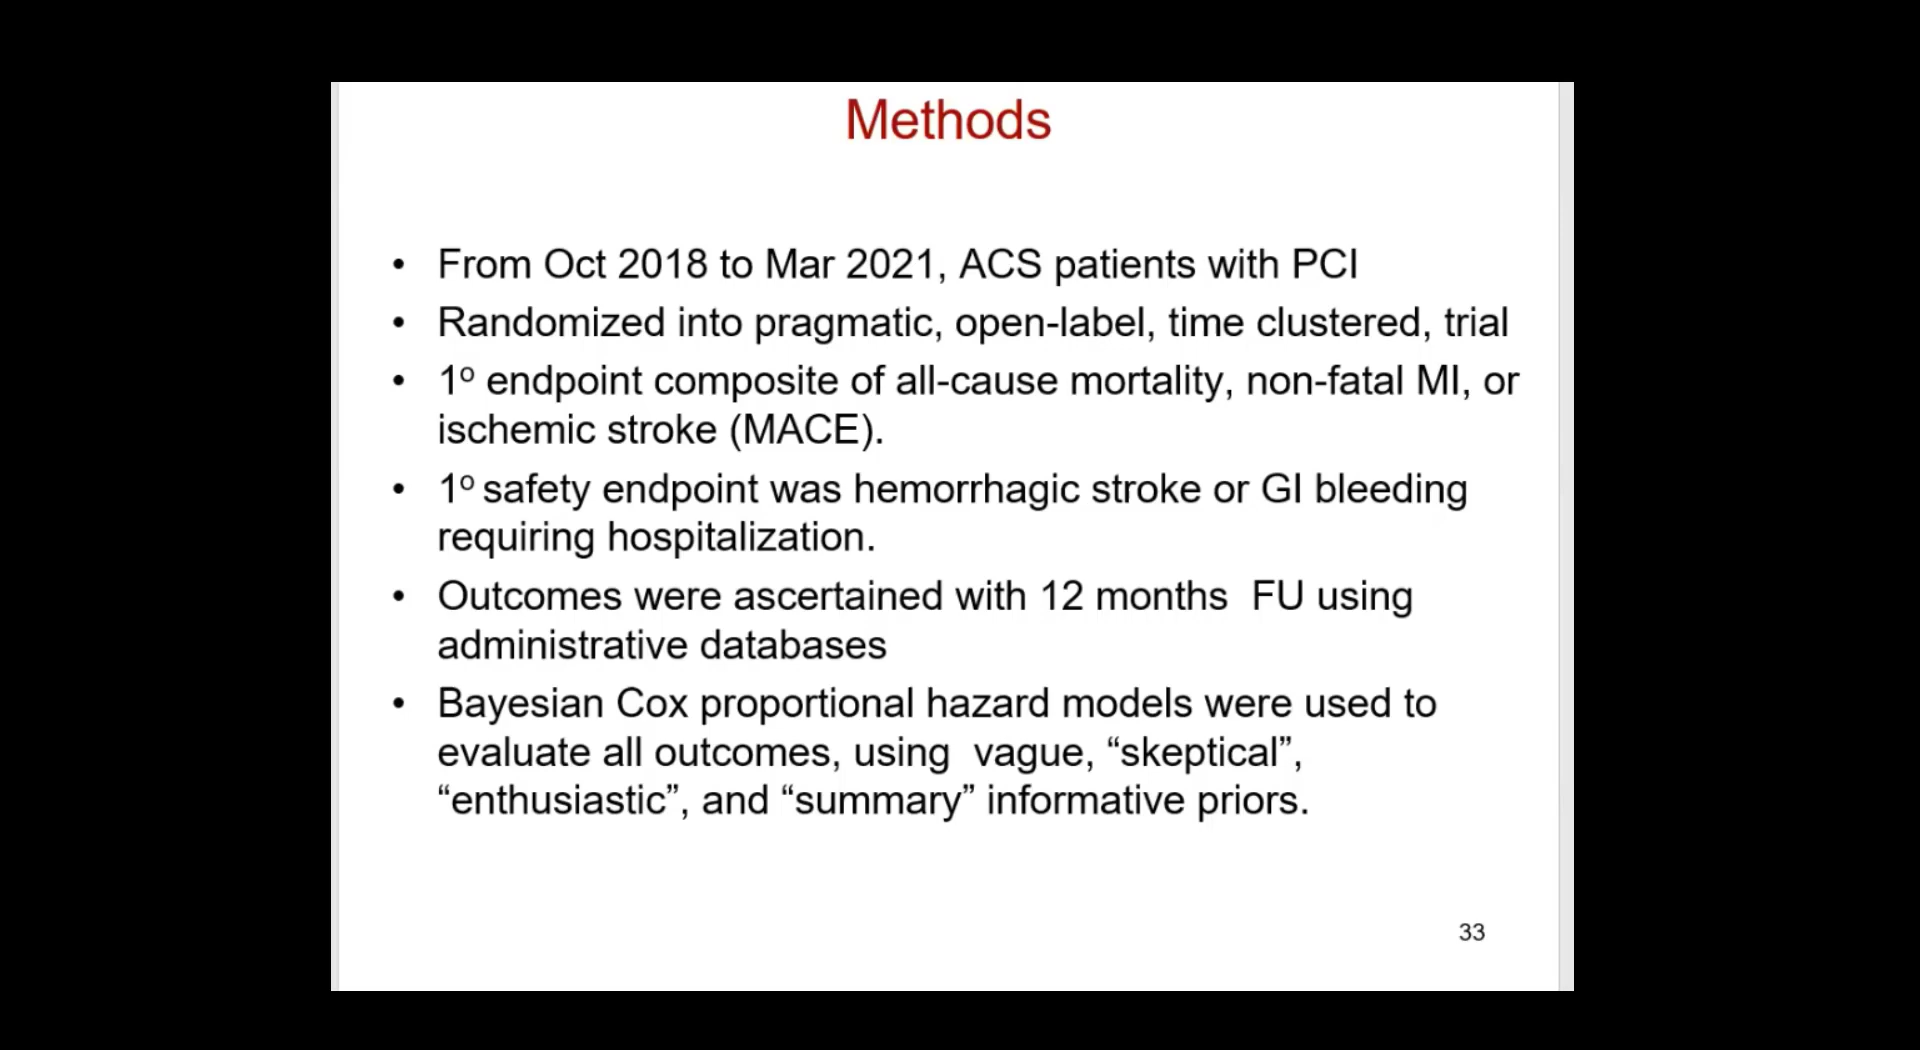 Methods
• From Oct 2018 to Mar 2021, ACS patients with PCI
• Randomized into pragmatic, open-label, time clustered, trial
• 1º endpoint composite of all-cause mortality, non-fatal MI, or
ischemic stroke (MACE).
• 1º safety endpoint was hemorrhagic stroke or GI bleeding
requiring hospitalization.
• Outcomes were ascertained with 12 months  FU using
administrative databases
• Bayesian Cox proportional hazard models were used to
evaluate all outcomes, using  vague, “skeptical”,
“enthusiastic”, and “summary” informative priors.
33